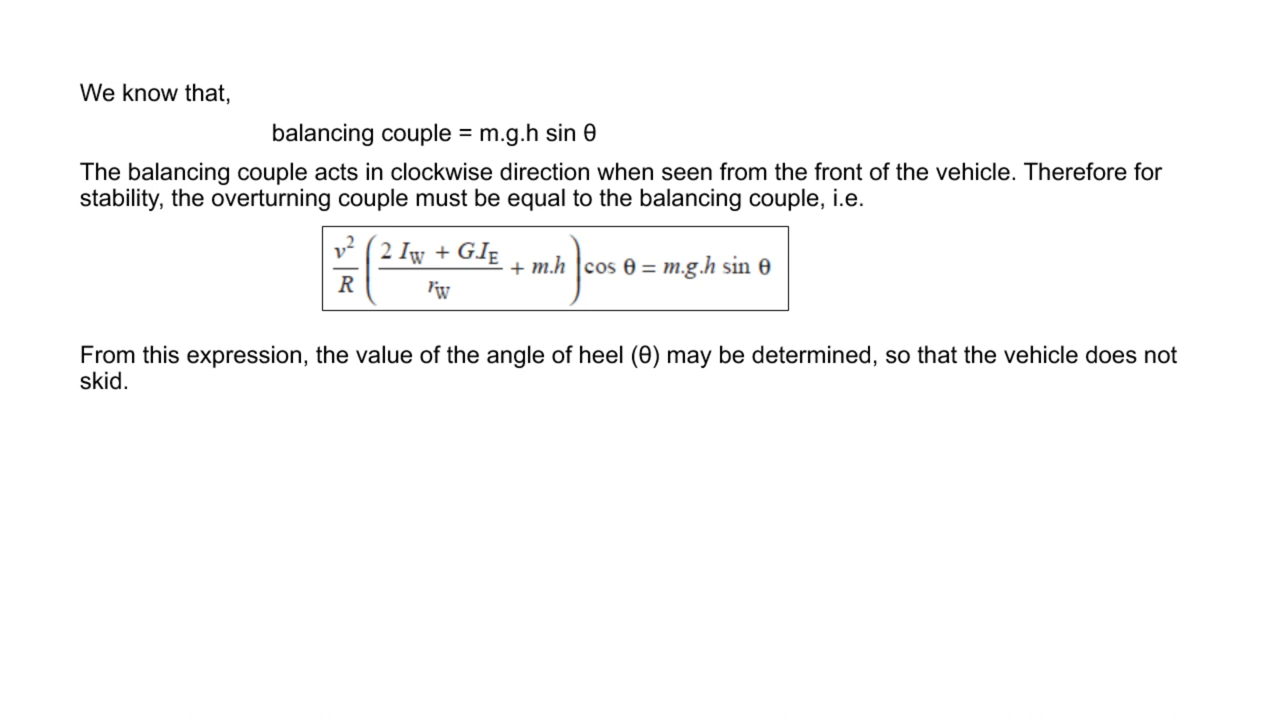 We know that,
balancing couple = m.g.h sin θ
The balancing couple acts in clockwise direction when seen from the front of the vehicle. Therefore for
stability, the overturning couple must be equal to the balancing couple, i.e.
v²/R ( (2 I_W + G.I_E)/r_W + m.h ) cos θ = m.g.h sin θ
From this expression, the value of the angle of heel (θ) may be determined, so that the vehicle does not
skid.